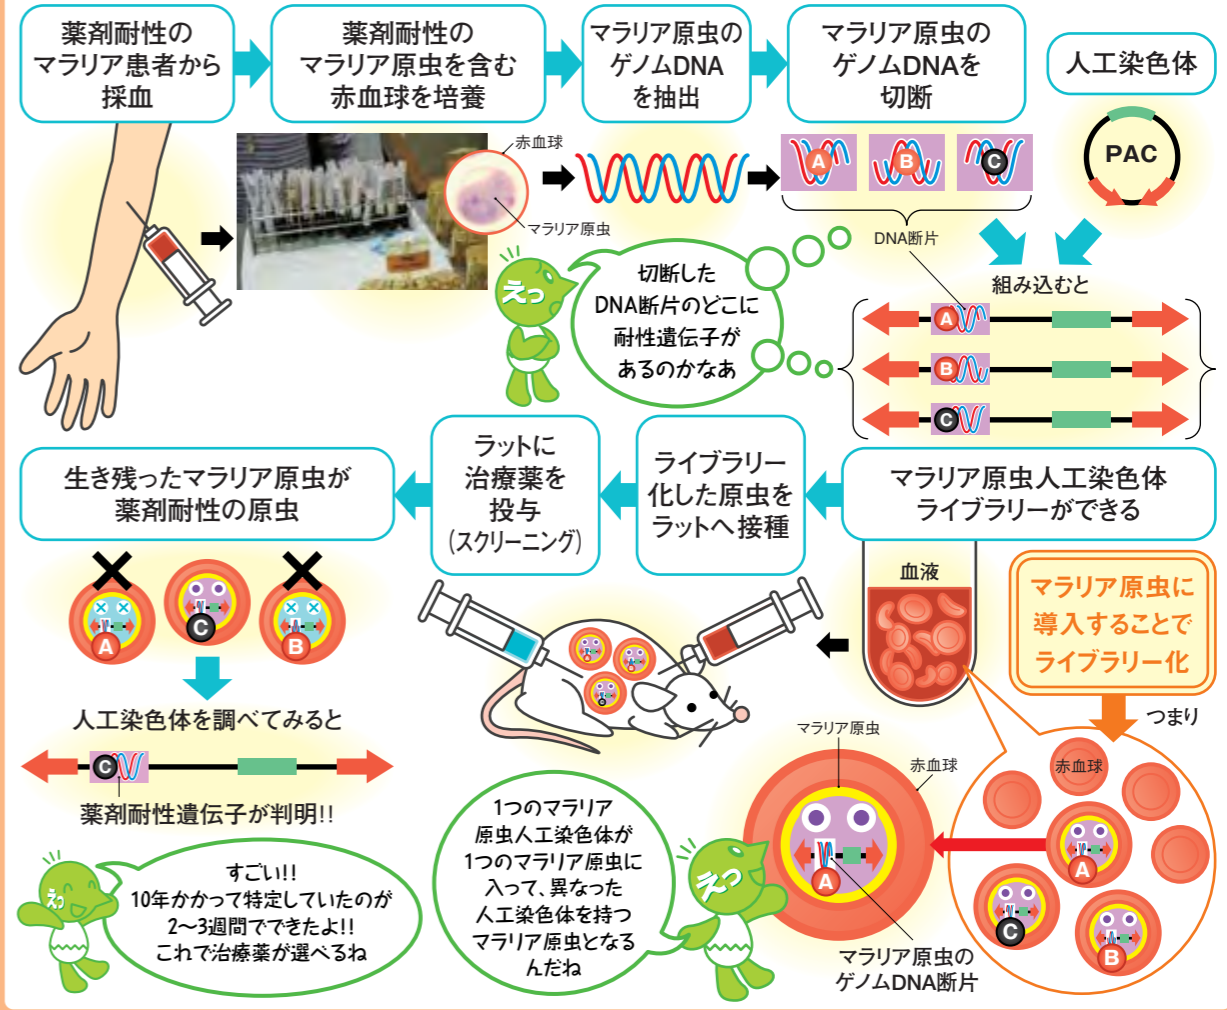 薬剤耐性の
マラリア患者から
採血
薬剤耐性の
マラリア原虫を含む
赤血球を培養
マラリア原虫の
ゲノムDNA
を抽出
マラリア原虫の
ゲノムDNAを
切断
人工染色体
PAC
赤血球
マラリア原虫
A
B
C
DNA断片
組み込むと
えっ
切断した
DNA断片のどこに
耐性遺伝子が
あるのかなあ
A
B
C
マラリア原虫人工染色体
ライブラリーができる
ライブラリー
化した原虫を
ラットへ接種
ラットに
治療薬を
投与
(スクリーニング)
生き残ったマラリア原虫が
薬剤耐性の原虫
A
C
B
人工染色体を調べてみると
C
薬剤耐性遺伝子が判明!!
えっ
すごい!!
10年かかって特定していたのが
2〜3週間でできたよ!!
これで治療薬が選べるね
血液
マラリア原虫に
導入することで
ライブラリー化
つまり
赤血球
A
C
B
マラリア原虫
赤血球
A
マラリア原虫の
ゲノムDNA断片
えっ
1つのマラリア
原虫人工染色体が
1つのマラリア原虫に
入って、異なった
人工染色体を持つ
マラリア原虫となる
んだね